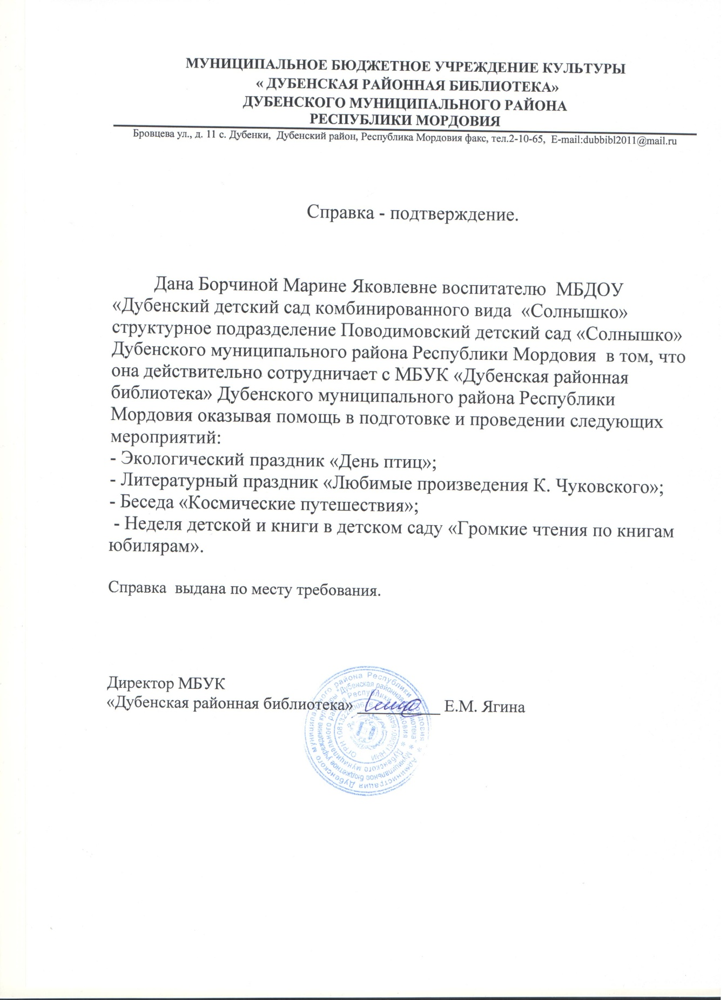 МУНИЦИПАЛЬНОЕ БЮДЖЕТНОЕ УЧРЕЖДЕНИЕ КУЛЬТУРЫ
« ДУБЕНСКАЯ РАЙОННАЯ БИБЛИОТЕКА»
ДУБЕНСКОГО МУНИЦИПАЛЬНОГО РАЙОНА
РЕСПУБЛИКИ МОРДОВИЯ
Бровцева ул., д. 11 с. Дубенки, Дубенский район, Республика Мордовия факс, тел.2-10-65, E-mail:dubbibl2011@mail.ru
Справка - подтверждение.
Дана Борчиной Марине Яковлевне воспитателю МБДОУ
«Дубенский детский сад комбинированного вида «Солнышко»
структурное подразделение Поводимовский детский сад «Солнышко»
Дубенского муниципального района Республики Мордовия в том, что
она действительно сотрудничает с МБУК «Дубенская районная
библиотека» Дубенского муниципального района Республики
Мордовия оказывая помощь в подготовке и проведении следующих
мероприятий:
- Экологический праздник «День птиц»;
- Литературный праздник «Любимые произведения К. Чуковского»;
- Беседа «Космические путешествия»;
- Неделя детской и книги в детском саду «Громкие чтения по книгам
юбилярам».
Справка выдана по месту требования.
Директор МБУК
«Дубенская районная библиотека» ___________ Е.М. Ягина
Администрация Дубенского муниципального района Республики Мордовия *
Муниципальное бюджетное учреждение культуры "Дубенская районная библиотека" *
Дубенского муниципального района Республики Мордовия *